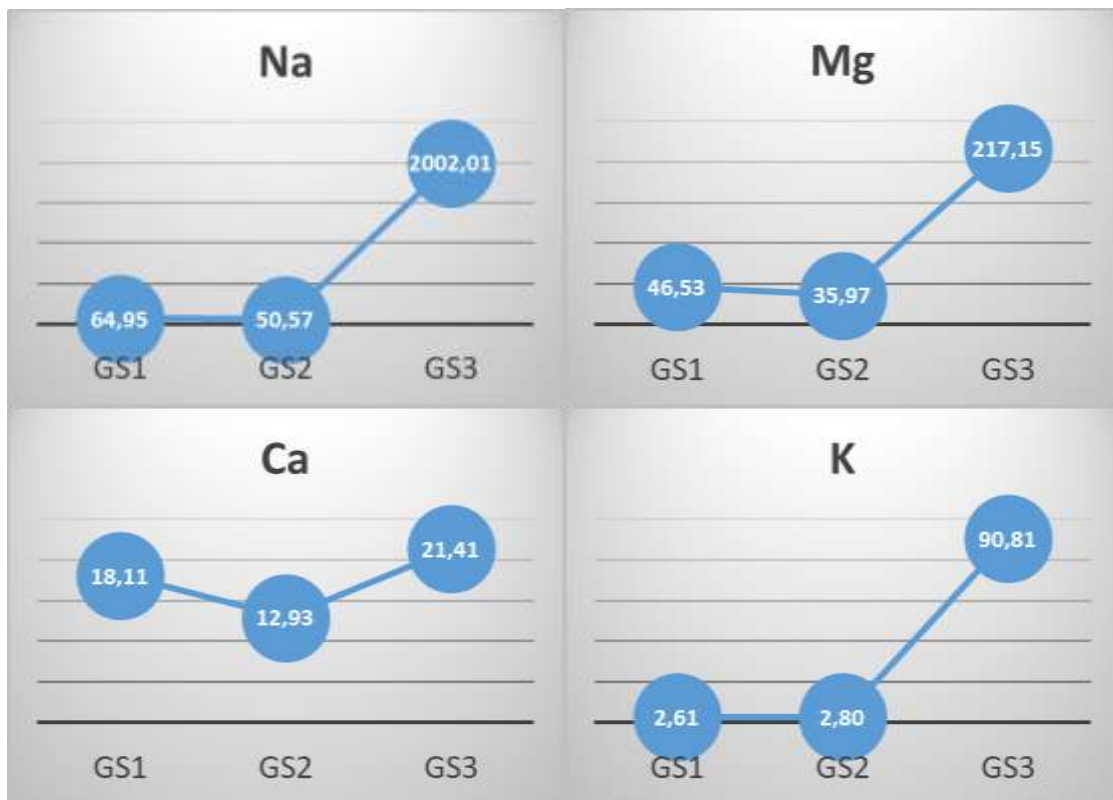 Na
2002,01
64,95
50,57
GS1 GS2 GS3
Mg
217,15
46,53
35,97
GS1 GS2 GS3
Ca
18,11
12,93
21,41
GS1 GS2 GS3
K
90,81
2,61
2,80
GS1 GS2 GS3